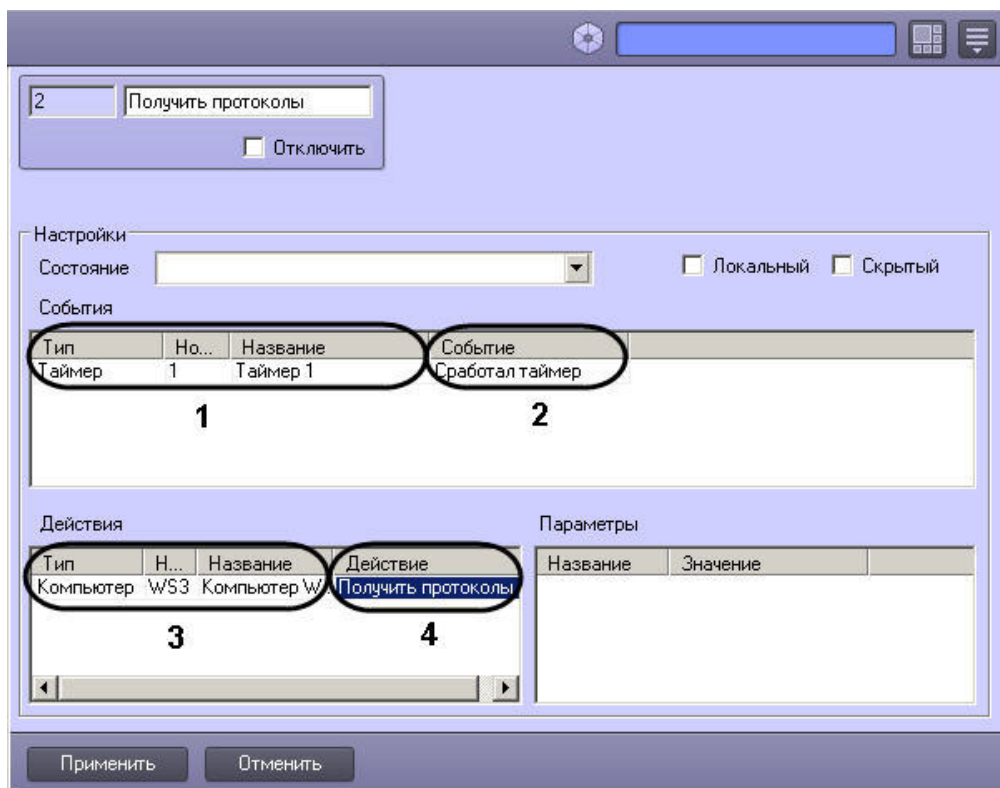 2 Получить протоколы
Отключить
Настройки
Состояние Локальный Скрытый
События
Тип Но... Название Событие
Таймер 1 Таймер 1 Сработал таймер
1 2
Действия Параметры
Тип Н... Название Действие Название Значение
Компьютер WS3 Компьютер W... Получить протоколы
3 4
Применить Отменить